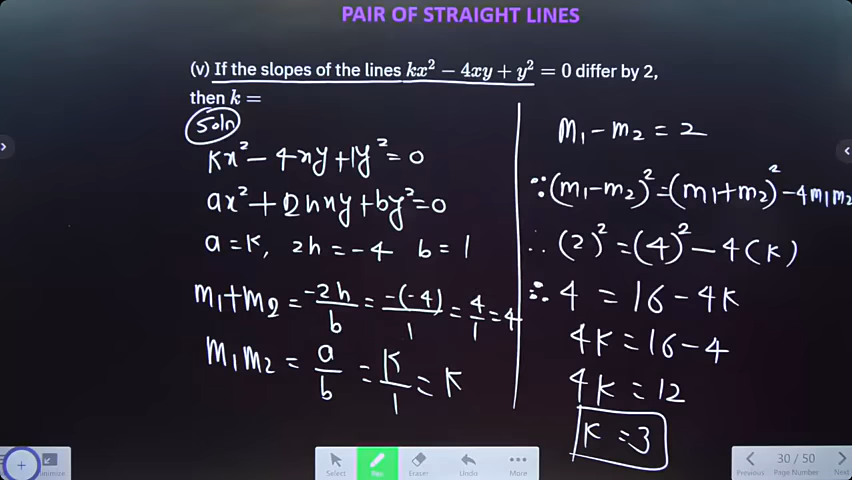 PAIR OF STRAIGHT LINES
(v) If the slopes of the lines kx² − 4xy + y² = 0 differ by 2,
then k =
Soln
kx² − 4xy + 1y² = 0
ax² + 2hxy + by² = 0
a = k, 2h = −4 b = 1
m₁+m₂ = −2h/b = −(−4)/1 = 4/1 = 4
m₁m₂ = a/b = k/1 = k
m₁ − m₂ = 2
∵ (m₁−m₂)² = (m₁+m₂)² − 4m₁m₂
∴ (2)² = (4)² − 4(k)
∴ 4 = 16 − 4k
4k = 16 − 4
4k = 12
k = 3
Minimize
Select
Pen
Eraser
Undo
More
Previous
30 / 50
Page Number
Next